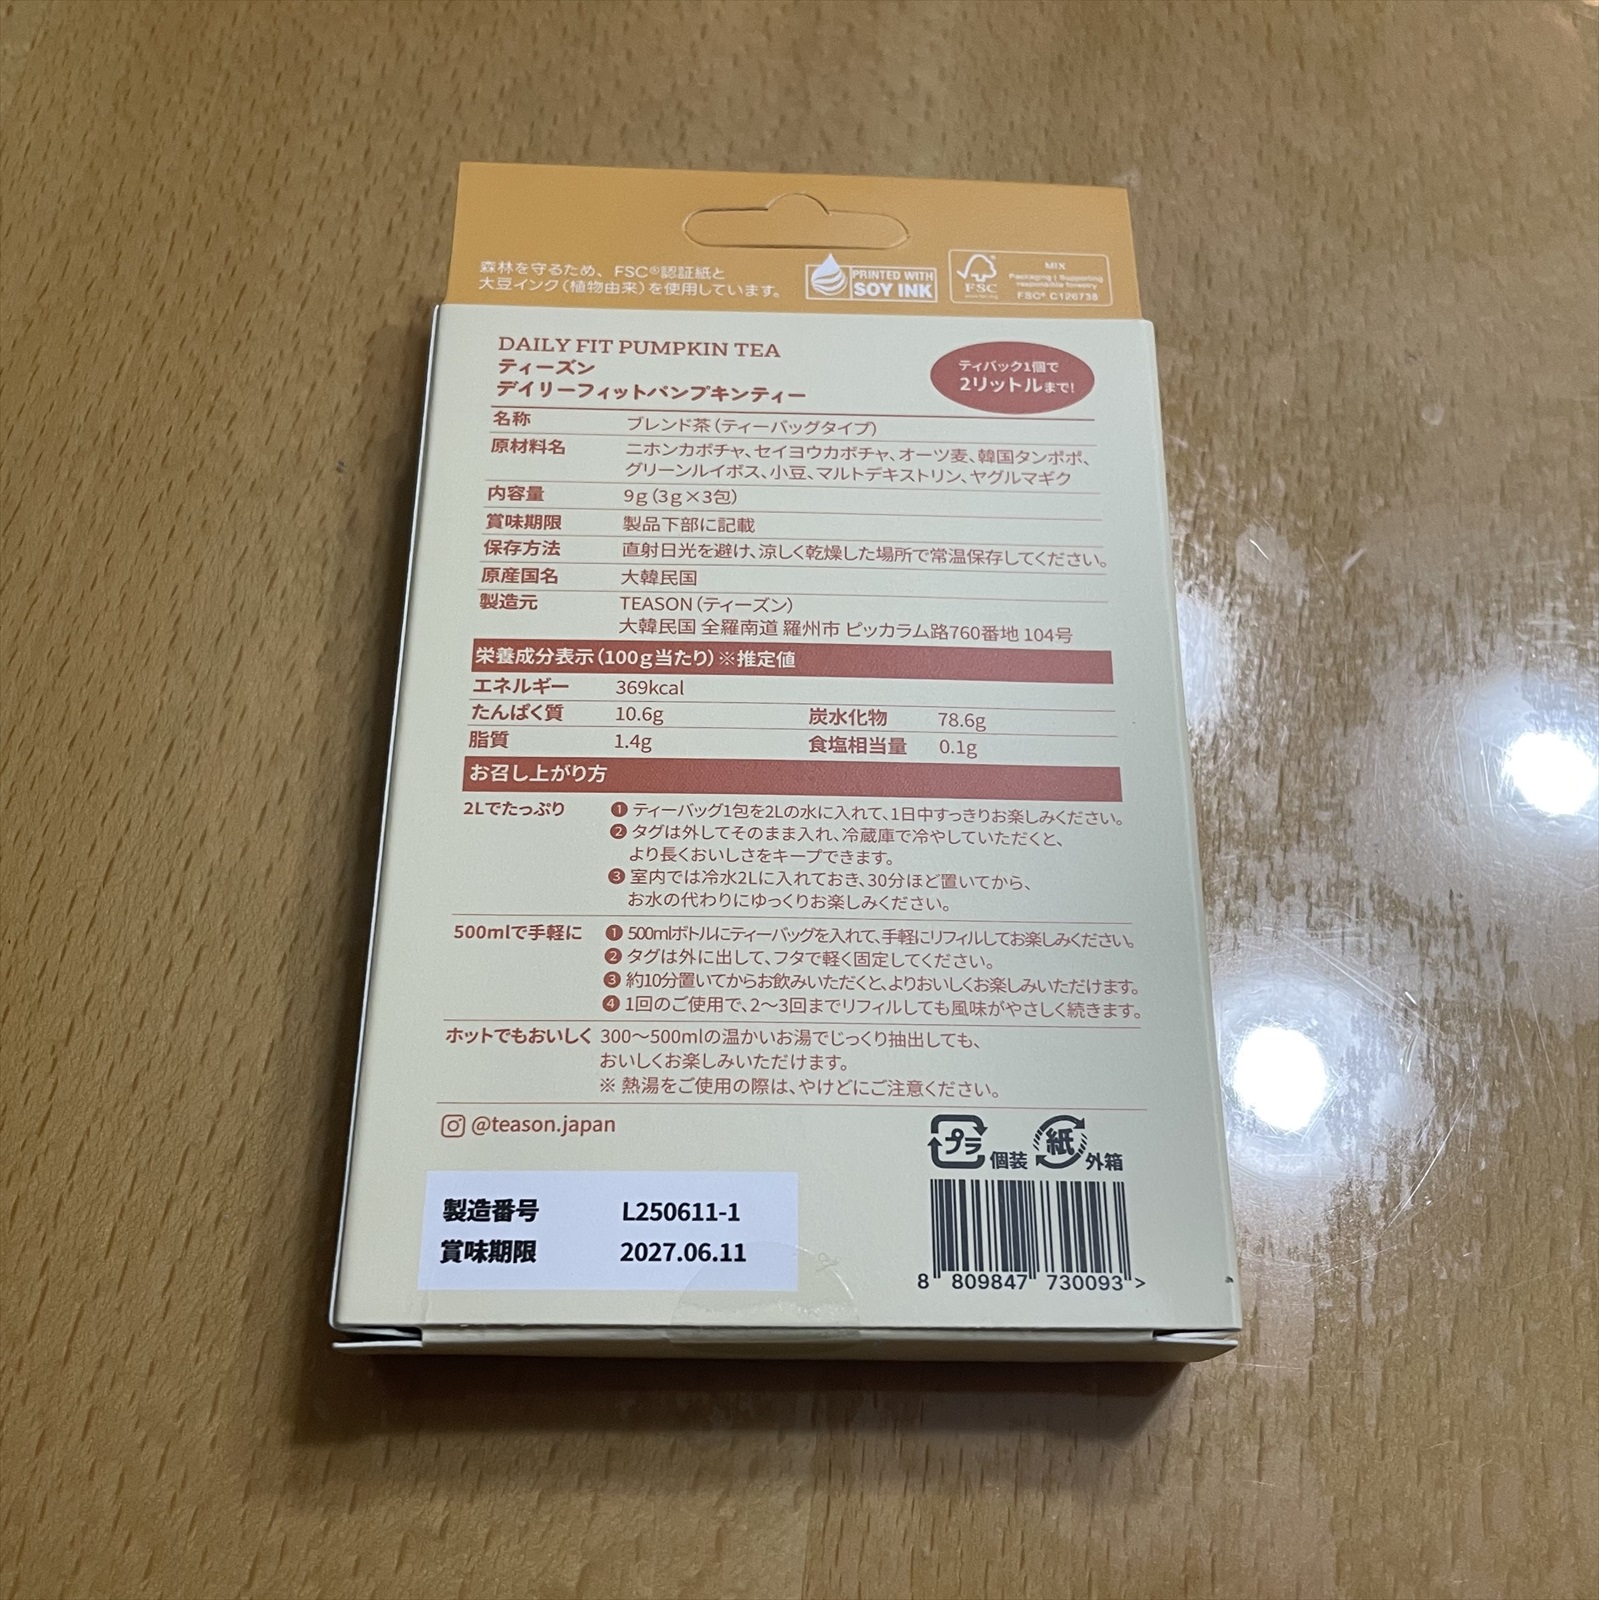 森林を守るため、FSC®認証紙と
大豆インク(植物由来)を使用しています。
PRINTED WITH
SOY INK
FSC
www.fsc.org
MIX
Packaging | Supporting
responsible forestry
FSC® C126738
DAILY FIT PUMPKIN TEA
ティーズン
デイリーフィットパンプキンティー
ティバック1個で
2リットルまで!
名称 ブレンド茶(ティーバッグタイプ)
原材料名 ニホンカボチャ、セイヨウカボチャ、オーツ麦、韓国タンポポ、
グリーンルイボス、小豆、マルトデキストリン、ヤグルマギク
内容量 9g(3g×3包)
賞味期限 製品下部に記載
保存方法 直射日光を避け、涼しく乾燥した場所で常温保存してください。
原産国名 大韓民国
製造元 TEASON(ティーズン)
大韓民国 全羅南道 羅州市 ピッカラム路760番地 104号
栄養成分表示(100g当たり)※推定値
エネルギー 369kcal
たんぱく質 10.6g 炭水化物 78.6g
脂質 1.4g 食塩相当量 0.1g
お召し上がり方
2Lでたっぷり ❶ ティーバッグ1包を2Lの水に入れて、1日中すっきりお楽しみください。
❷ タグは外してそのまま入れ、冷蔵庫で冷やしていただくと、
より長くおいしさをキープできます。
❸ 室内では冷水2Lに入れておき、30分ほど置いてから、
お水の代わりにゆっくりお楽しみください。
500mlで手軽に ❶ 500mlボトルにティーバッグを入れて、手軽にリフィルしてお楽しみください。
❷ タグは外に出して、フタで軽く固定してください。
❸ 約10分置いてからお飲みいただくと、よりおいしくお楽しみいただけます。
❹ 1回のご使用で、2〜3回までリフィルしても風味がやさしく続きます。
ホットでもおいしく 300〜500mlの温かいお湯でじっくり抽出しても、
おいしくお楽しみいただけます。
※ 熱湯をご使用の際は、やけどにご注意ください。
@teason.japan
プラ 個装 紙 外箱
製造番号 L250611-1
賞味期限 2027.06.11
8 809847 730093 >